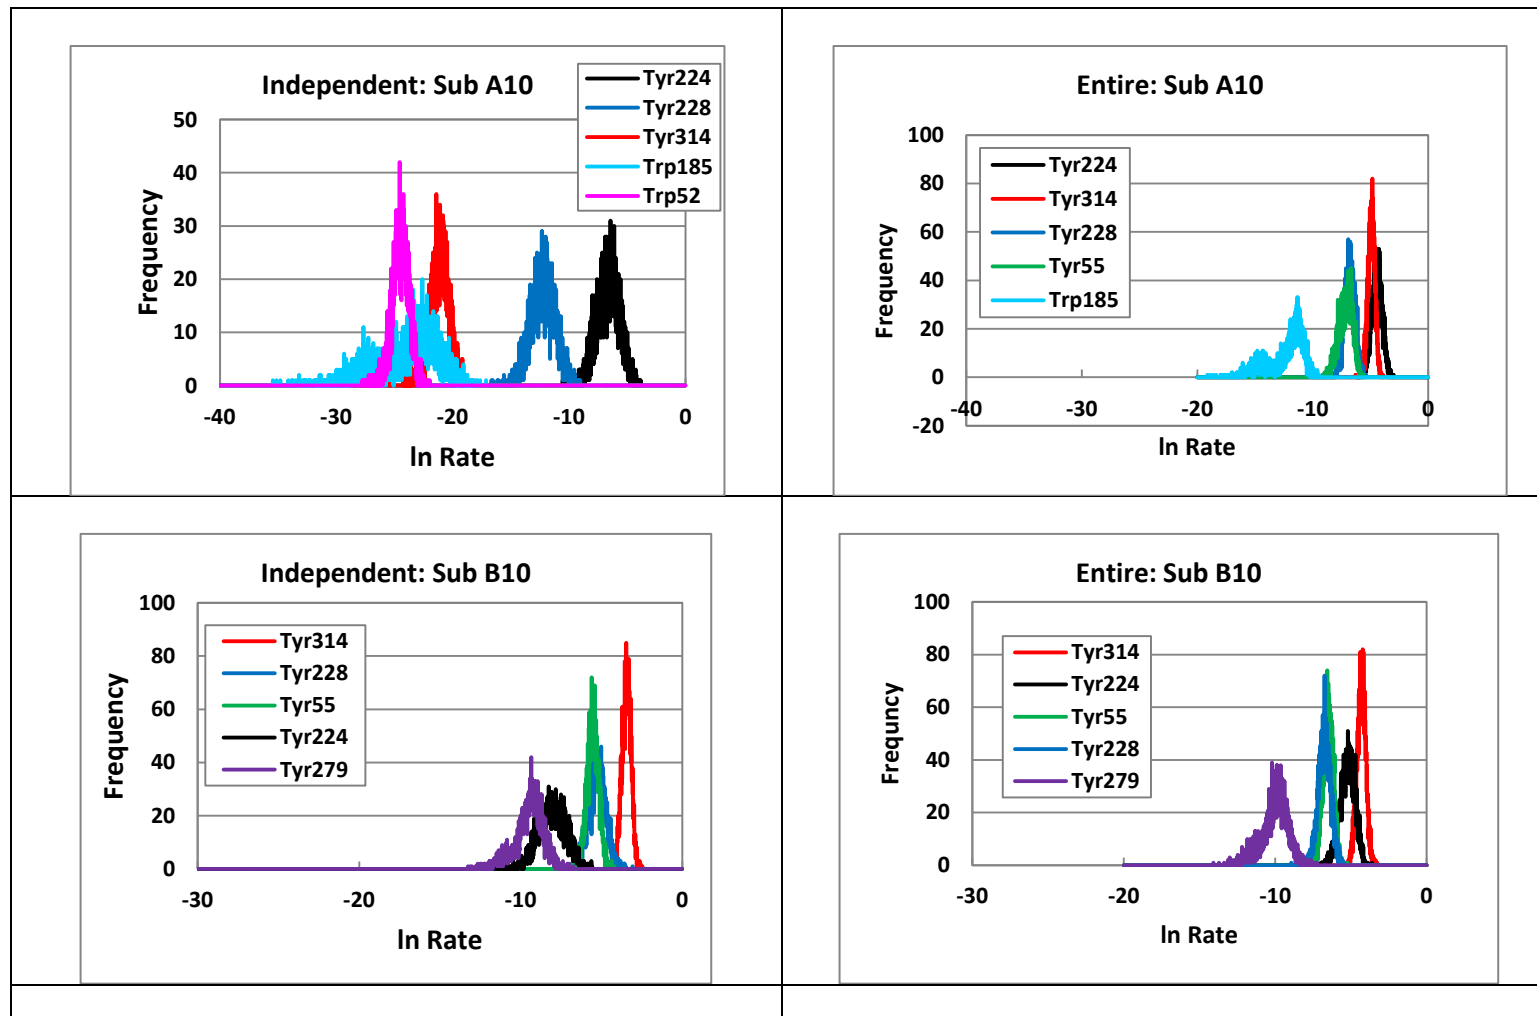 Independent: Sub A10
Tyr224
Tyr228
Tyr314
Trp185
Trp52
50
40
30
20
10
0
Frequency
-40
-30
-20
-10
0
ln Rate
Entire: Sub A10
Tyr224
Tyr314
Tyr228
Tyr55
Trp185
100
80
60
40
20
0
-20
Frequency
-40
-30
-20
-10
0
ln Rate
Independent: Sub B10
Tyr314
Tyr228
Tyr55
Tyr224
Tyr279
100
80
60
40
20
0
Frequency
-30
-20
-10
0
ln Rate
Entire: Sub B10
Tyr314
Tyr224
Tyr55
Tyr228
Tyr279
100
80
60
40
20
0
Frequncy
-30
-20
-10
0
ln Rate